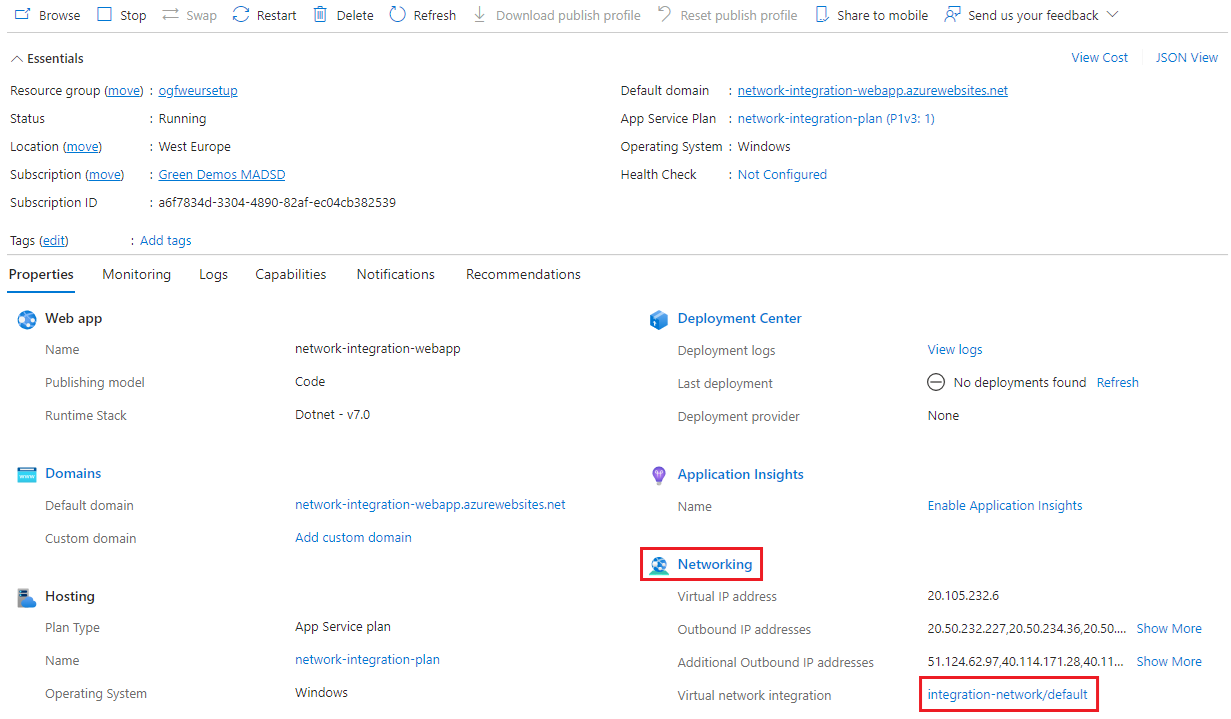 Browse Stop Swap Restart Delete Refresh Download publish profile Reset publish profile Share to mobile Send us your feedback
Essentials View Cost JSON View
Resource group (move) : ogfweursetup
Status : Running
Location (move) : West Europe
Subscription (move) : Green Demos MADSD
Subscription ID : a6f7834d-3304-4890-82af-ec04cb382539
Default domain : network-integration-webapp.azurewebsites.net
App Service Plan : network-integration-plan (P1v3: 1)
Operating System : Windows
Health Check : Not Configured
Tags (edit) : Add tags
Properties Monitoring Logs Capabilities Notifications Recommendations
Web app
Name network-integration-webapp
Publishing model Code
Runtime Stack Dotnet - v7.0
www
Domains
Default domain network-integration-webapp.azurewebsites.net
Custom domain Add custom domain
Hosting
Plan Type App Service plan
Name network-integration-plan
Operating System Windows
Deployment Center
Deployment logs View logs
Last deployment No deployments found Refresh
Deployment provider None
Application Insights
Name Enable Application Insights
Networking
Virtual IP address 20.105.232.6
Outbound IP addresses 20.50.232.227,20.50.234.36,20.50.... Show More
Additional Outbound IP addresses 51.124.62.97,40.114.171.28,40.11... Show More
Virtual network integration integration-network/default